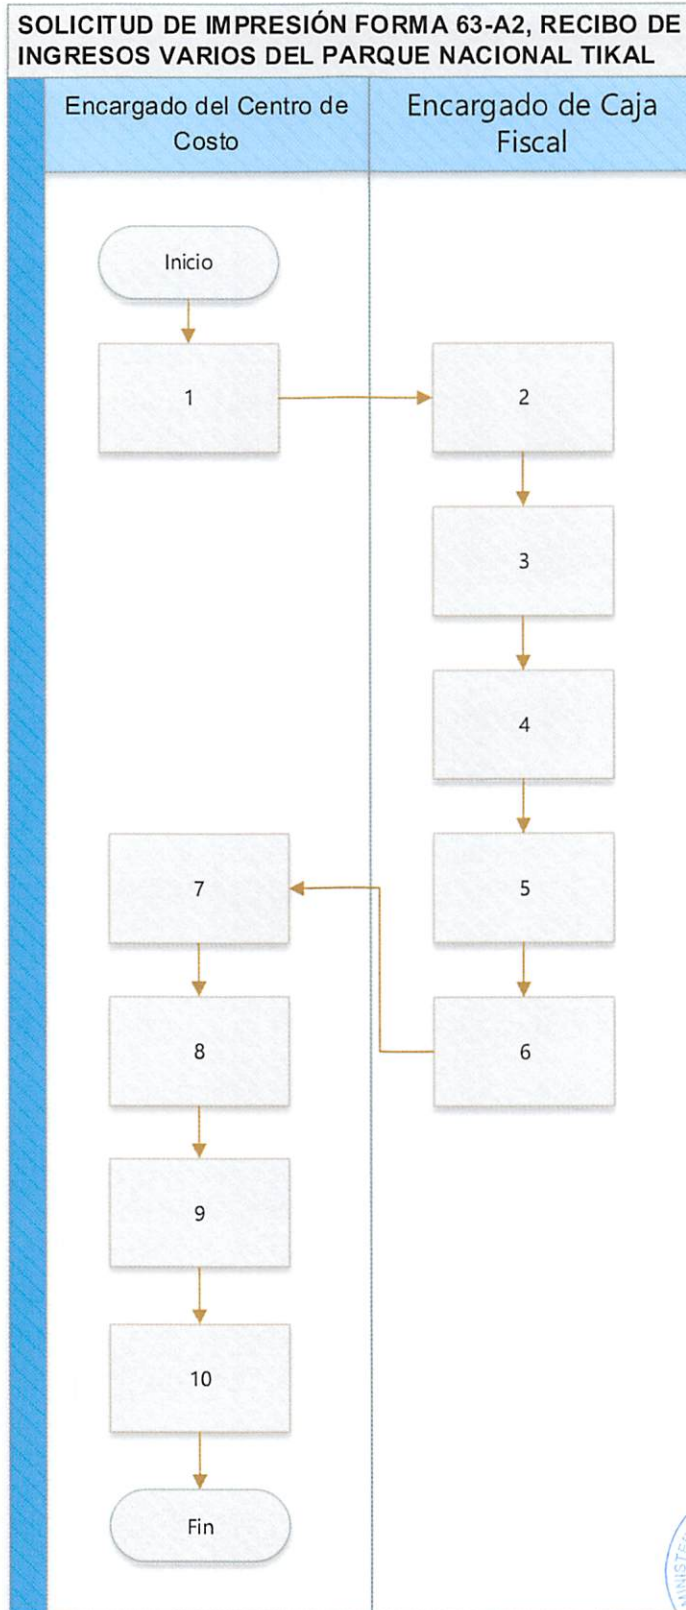 SOLICITUD DE IMPRESIÓN FORMA 63-A2, RECIBO DE
INGRESOS VARIOS DEL PARQUE NACIONAL TIKAL
Encargado del Centro de
Costo
Encargado de Caja
Fiscal
Inicio
1
2
3
4
7
5
8
6
9
10
Fin